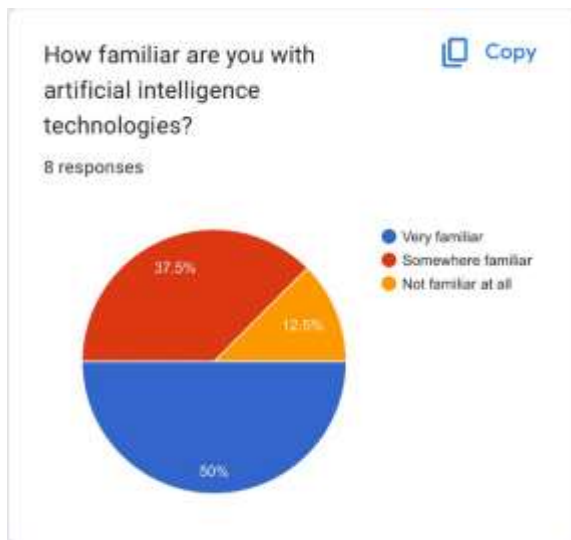 How familiar are you with
artificial intelligence
technologies?
Copy
8 responses
37.5%
12.5%
50%
Very familiar
Somewhere familiar
Not familiar at all